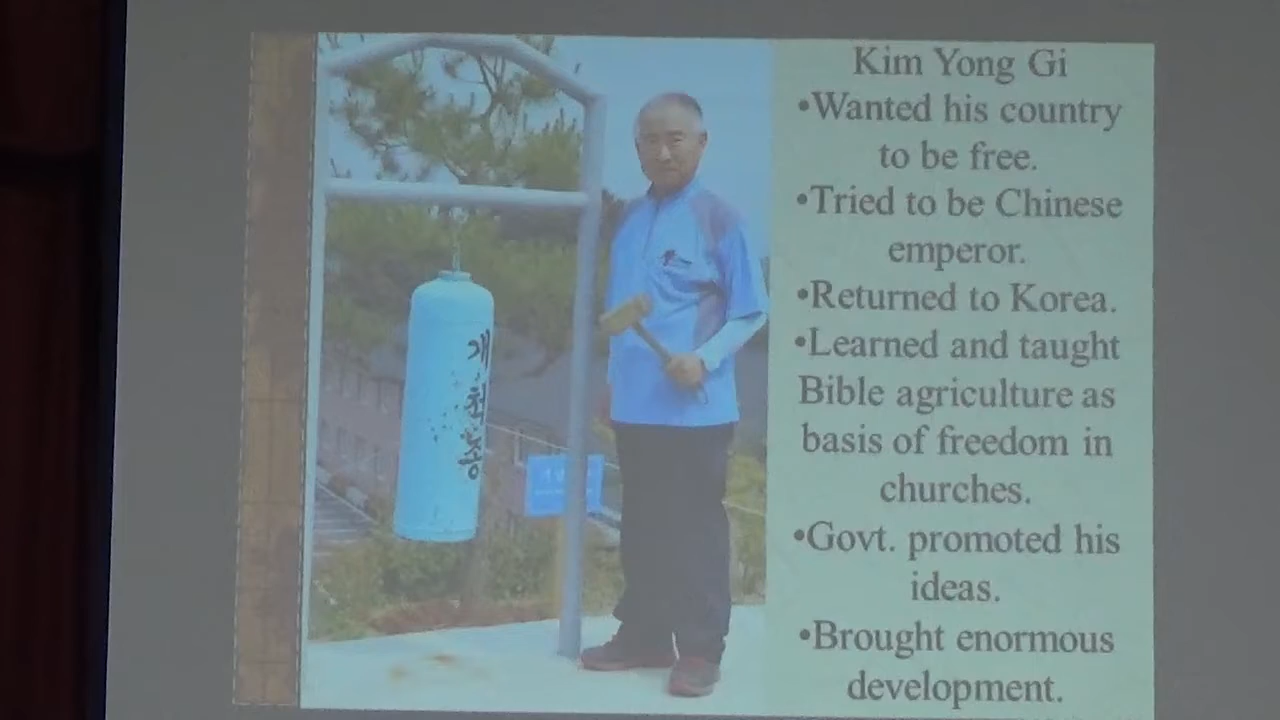 Kim Yong Gi
•Wanted his country
to be free.
•Tried to be Chinese
emperor.
•Returned to Korea.
•Learned and taught
Bible agriculture as
basis of freedom in
churches.
•Govt. promoted his
ideas.
•Brought enormous
development.
개척종